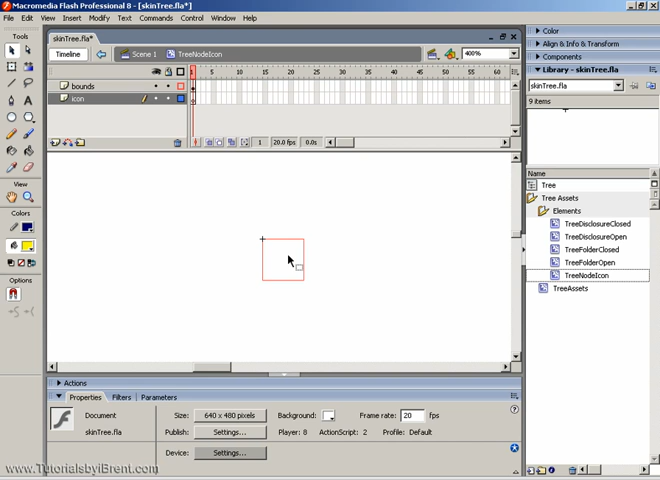 Macromedia Flash Professional 8 - [skinTree.fla*]
File Edit View Insert Modify Text Commands Control Window Help
Tools
View
Colors
Options
skinTree.fla*
Timeline Scene 1 TreeNodeIcon 400%
1 5 10 15 20 25 30 35 40 45 50 55 60
bounds
icon
1 20.0 fps 0.0s
Color
Align & Info & Transform
Components
Library - skinTree.fla
skinTree.fla
9 items
Name
Tree
Tree Assets
Elements
TreeDisclosureClosed
TreeDisclosureOpen
TreeFolderClosed
TreeFolderOpen
TreeNodeIcon
TreeAssets
Actions
Properties Filters Parameters
Document Size: 640 x 480 pixels Background: Frame rate: 20 fps
skinTree.fla Publish: Settings... Player: 8 ActionScript: 2 Profile: Default
Device: Settings...
www.TutorialsbyiBrent.com